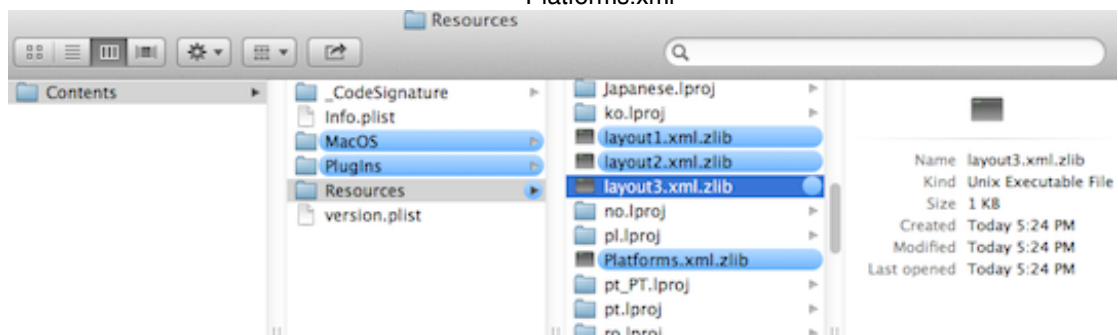 Platforms.xml
Resources
Contents
_CodeSignature
Info.plist
MacOS
PlugIns
Resources
version.plist
Japanese.lproj
ko.lproj
layout1.xml.zlib
layout2.xml.zlib
layout3.xml.zlib
no.lproj
pl.lproj
Platforms.xml.zlib
pt_PT.lproj
pt.lproj
ro.lproj
Name layout3.xml.zlib
Kind Unix Executable File
Size 1 KB
Created Today 5:24 PM
Modified Today 5:24 PM
Last opened Today 5:24 PM